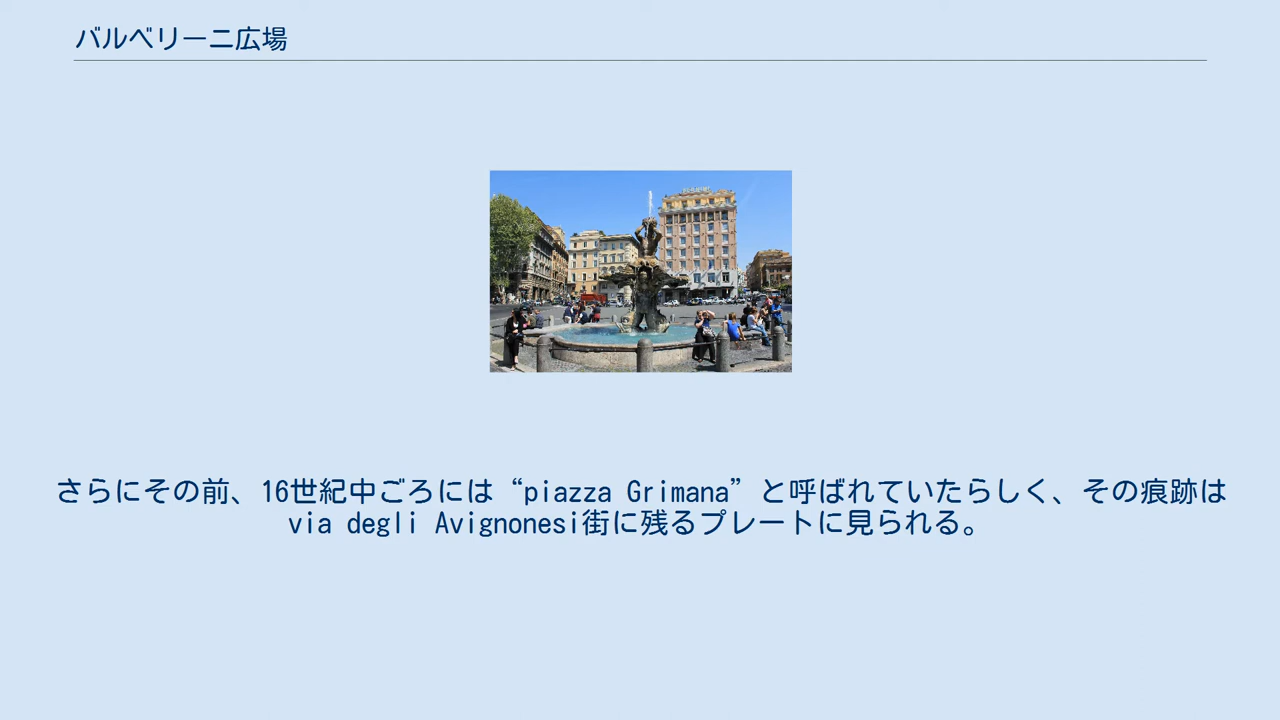 バルベリーニ広場
さらにその前、16世紀中ごろには“piazza Grimana”と呼ばれていたらしく、その痕跡は
via degli Avignonesi街に残るプレートに見られる。